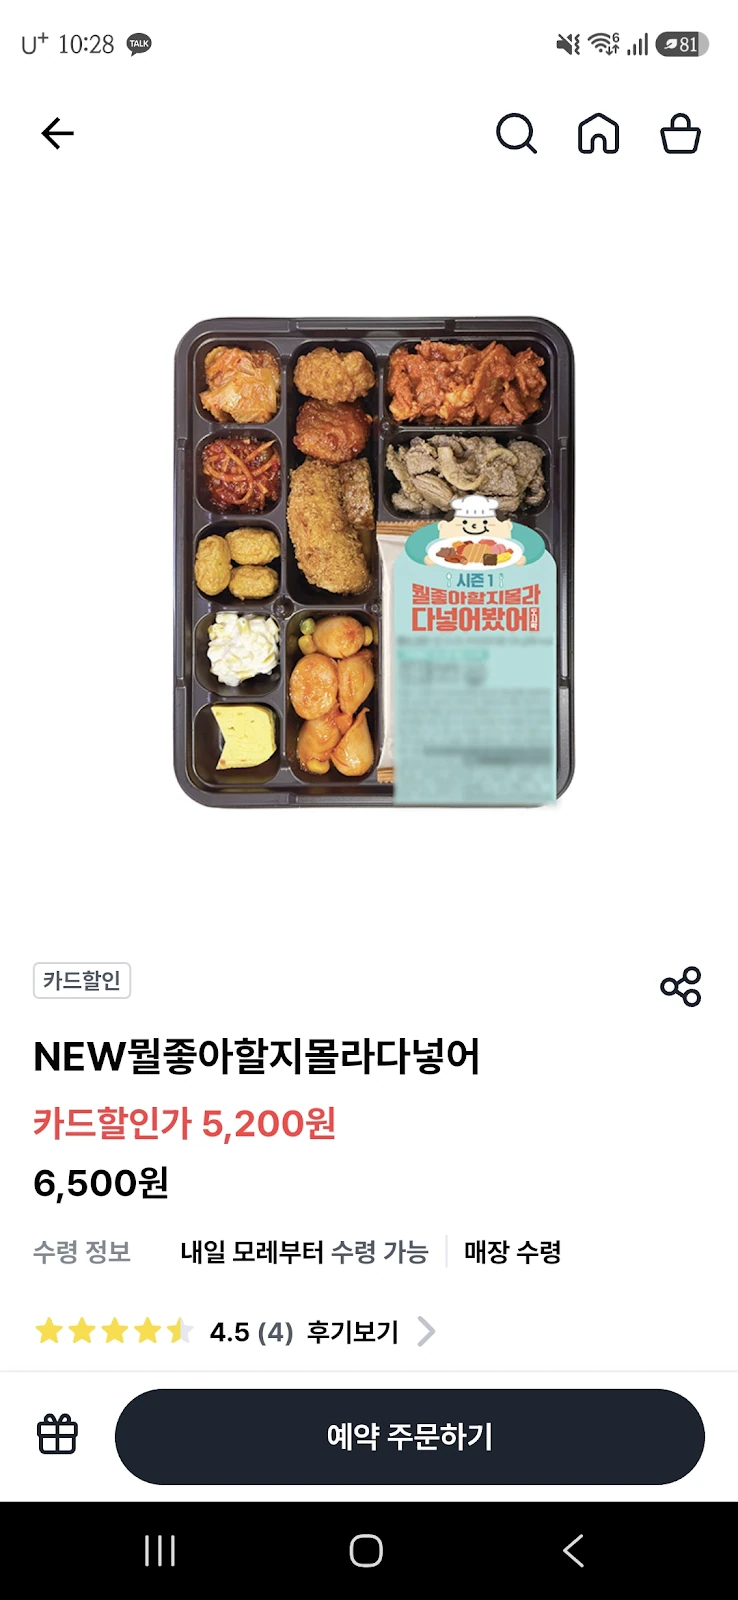 U+ 10:28 TALK
6 81
시즌1
뭘좋아할지몰라
다넣어봤어
카드할인
NEW뭘좋아할지몰라다넣어
카드할인가 5,200원
6,500원
수령 정보 내일 모레부터 수령 가능 매장 수령
4.5 (4) 후기보기
예약 주문하기